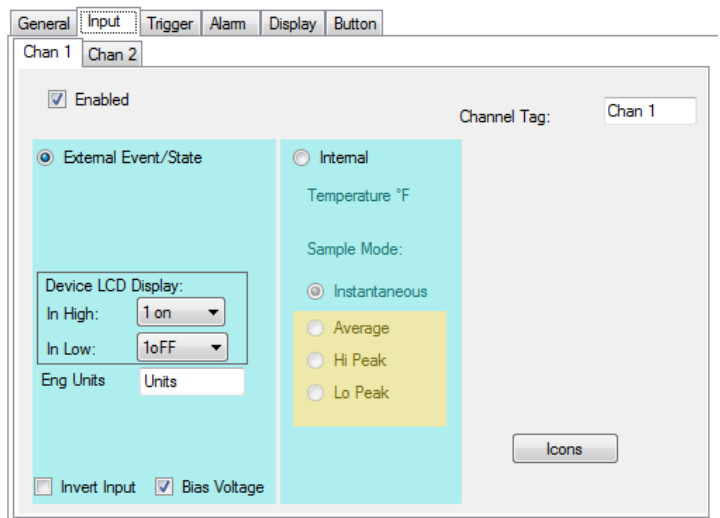 General Input Trigger Alarm Display Button
Chan 1 Chan 2
Enabled
Channel Tag: Chan 1
External Event/State
Internal
Temperature °F
Sample Mode:
Device LCD Display:
In High: 1 on
In Low: 1oFF
Eng Units Units
Instantaneous
Average
Hi Peak
Lo Peak
Icons
Invert Input Bias Voltage